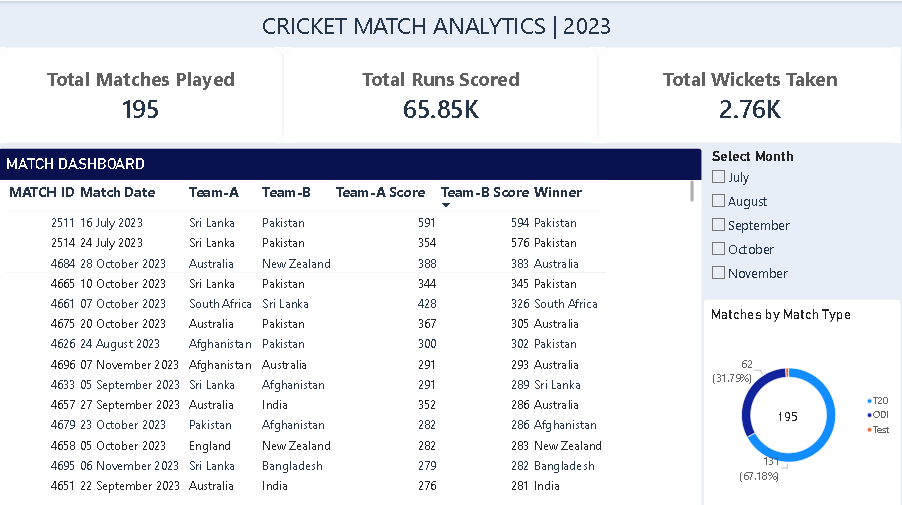 CRICKET MATCH ANALYTICS | 2023
Total Matches Played
195
Total Runs Scored
65.85K
Total Wickets Taken
2.76K
MATCH DASHBOARD
MATCH ID Match Date Team-A Team-B Team-A Score Team-B Score Winner
2511 16 July 2023 Sri Lanka Pakistan 591 594 Pakistan
2514 24 July 2023 Sri Lanka Pakistan 354 576 Pakistan
4684 28 October 2023 Australia New Zealand 388 383 Australia
4665 10 October 2023 Sri Lanka Pakistan 344 345 Pakistan
4661 07 October 2023 South Africa Sri Lanka 428 326 South Africa
4675 20 October 2023 Australia Pakistan 367 305 Australia
4626 24 August 2023 Afghanistan Pakistan 300 302 Pakistan
4696 07 November 2023 Afghanistan Australia 291 293 Australia
4633 05 September 2023 Sri Lanka Afghanistan 291 289 Sri Lanka
4657 27 September 2023 Australia India 352 286 Australia
4679 23 October 2023 Pakistan Afghanistan 282 286 Afghanistan
4658 05 October 2023 England New Zealand 282 283 New Zealand
4695 06 November 2023 Sri Lanka Bangladesh 279 282 Bangladesh
4651 22 September 2023 Australia India 276 281 India
Select Month
July
August
September
October
November
Matches by Match Type
62
(31.79%)
195
131
(67.18%)
T20
ODI
Test